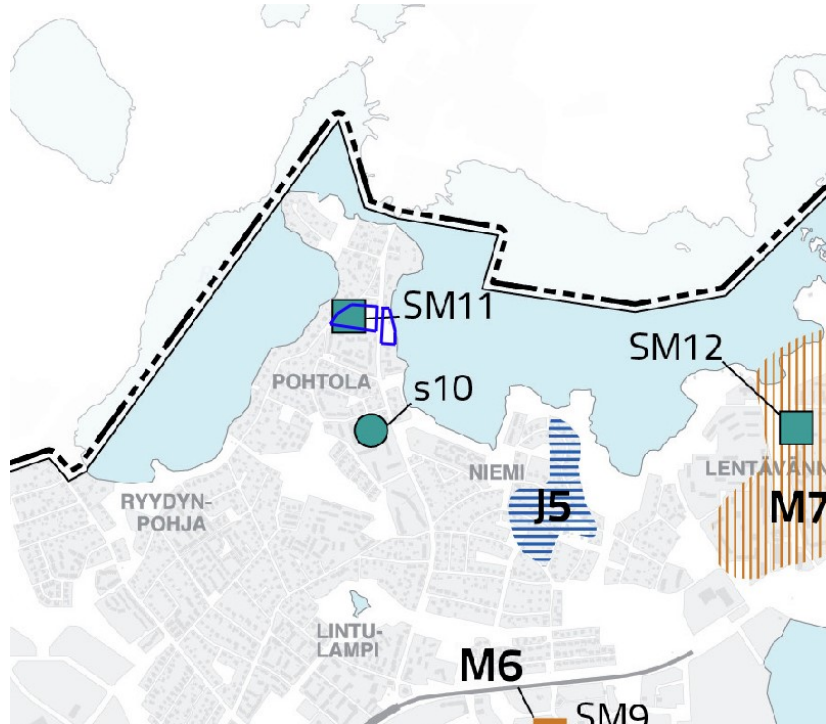 SM11
SM12
POHTOLA
s10
NIEMI
LENTÄVÄNN
RYYDYN-
POHJA
J5
M7
LINTU-
LAMPI
M6
SM9